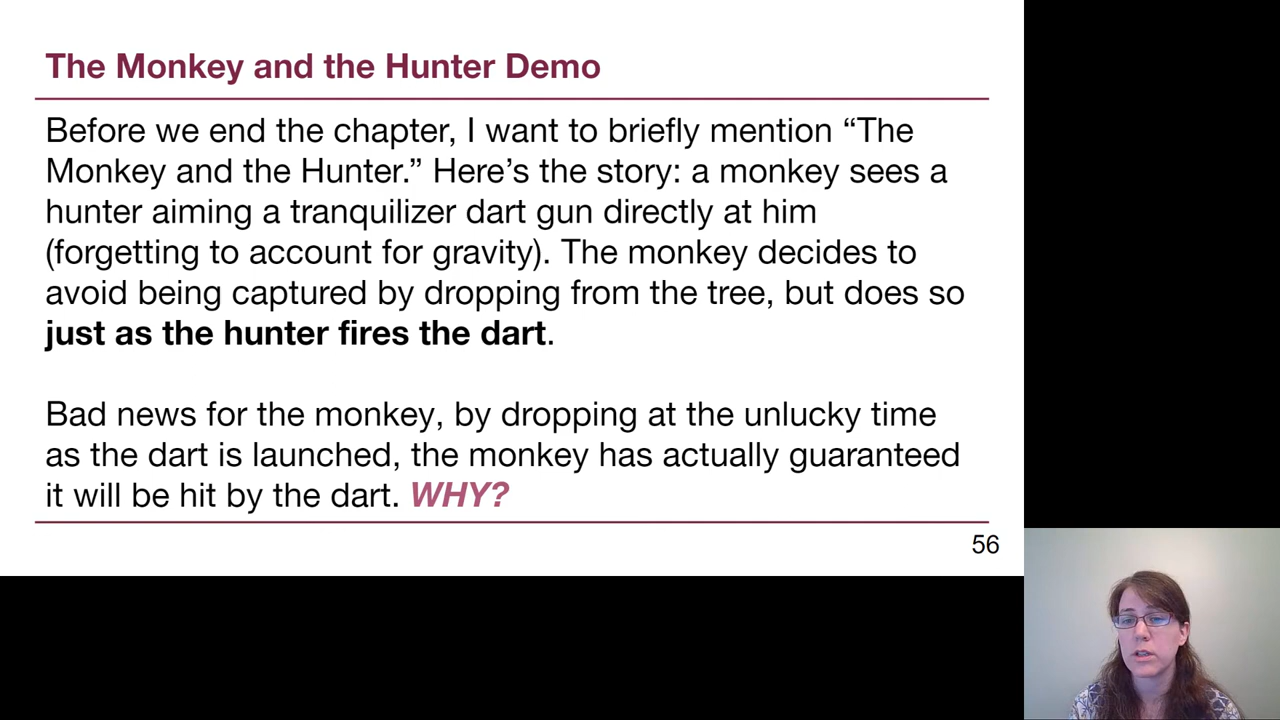 The Monkey and the Hunter Demo
Before we end the chapter, I want to briefly mention “The
Monkey and the Hunter.” Here’s the story: a monkey sees a
hunter aiming a tranquilizer dart gun directly at him
(forgetting to account for gravity). The monkey decides to
avoid being captured by dropping from the tree, but does so
just as the hunter fires the dart.
Bad news for the monkey, by dropping at the unlucky time
as the dart is launched, the monkey has actually guaranteed
it will be hit by the dart. WHY?
56